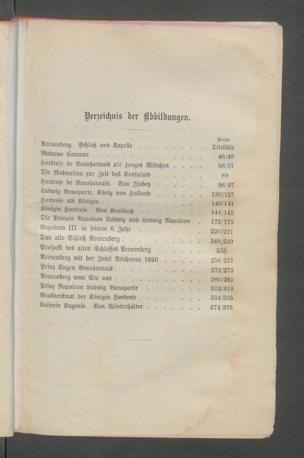 Verzeichnis der Abbildungen.
Seite
Arenenberg. Schloß und Kapelle . . . . . . Titelbild
Madame Campan . . . . . . 48/49
Hortense de Beauharnais als junges Mädchen . . . . . . 56/57
Die Malmaison zur Zeit des Konsulats . . . . . . 89
Hortense de Beauharnais. Von Isabey . . . . . . 96/97
Ludwig Bonaparte, König von Holland . . . . . . 136/137
Hortense als Königin . . . . . . 140/141
Königin Hortense. Von . . . . . . 144/145
Die Prinzen Napoleon Ludwig und Ludwig Napoleon . . 172/173
Napoleon III. in seinem 6. Jahr . . . . . . 220/221
Das alte Schloß Arenenberg . . . . . . 248/249
Prospekt des alten Schlosses Arenenberg . . . . . . 253
Arenenberg mit der Insel Reichenau 1820 . . . . . . 256/257
Prinz Eugen Beauharnais . . . . . . 272/273
Arenenberg vom See aus . . . . . . 280/281
Prinz Napoleon Ludwig Bonaparte . . . . . . 312/313
Grabdenkmal der Königin Hortense . . . . . . 334/335
Kaiserin Eugenie. Von Winterhalter . . . . . . 374/375